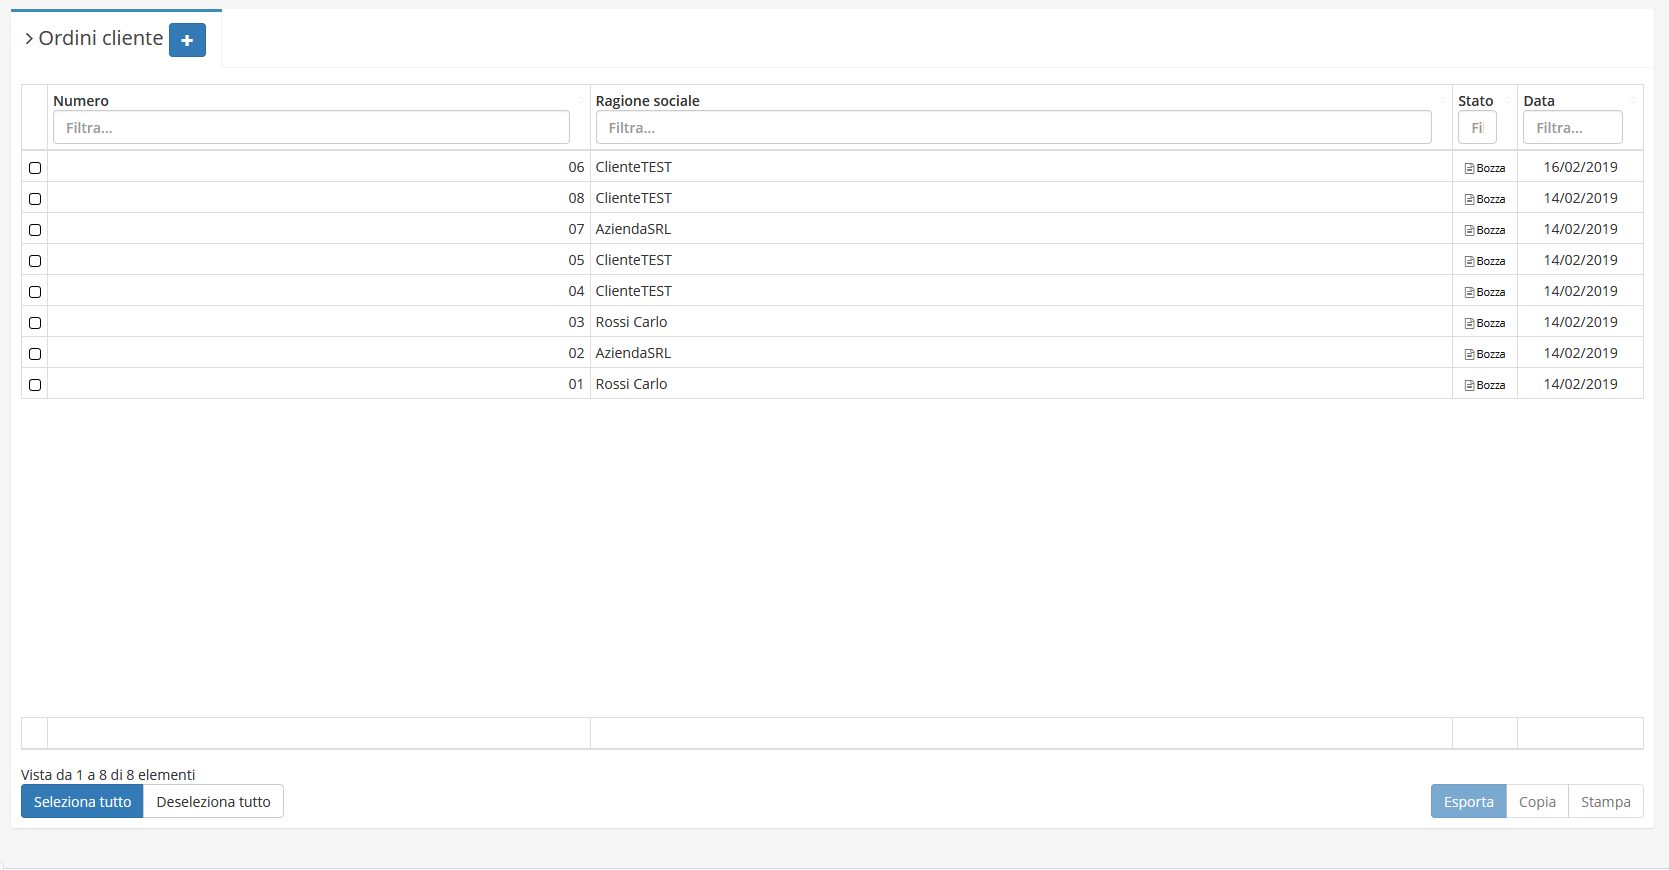 Ordini cliente
Numero Ragione sociale Stato Data
Filtra... Filtra... Fil Filtra...
06 ClienteTEST Bozza 16/02/2019
08 ClienteTEST Bozza 14/02/2019
07 AziendaSRL Bozza 14/02/2019
05 ClienteTEST Bozza 14/02/2019
04 ClienteTEST Bozza 14/02/2019
03 Rossi Carlo Bozza 14/02/2019
02 AziendaSRL Bozza 14/02/2019
01 Rossi Carlo Bozza 14/02/2019
Vista da 1 a 8 di 8 elementi
Seleziona tutto Deseleziona tutto Esporta Copia Stampa